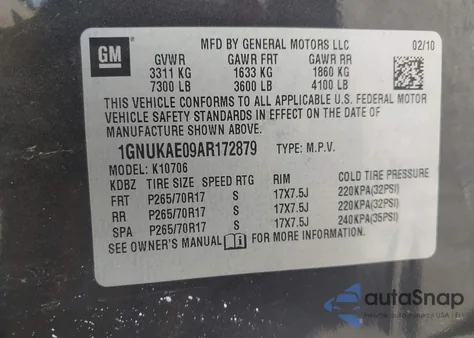 GM
MFD BY GENERAL MOTORS LLC 02/10
GVWR GAWR FRT GAWR RR
3311 KG 1633 KG 1860 KG
7300 LB 3600 LB 4100 LB
THIS VEHICLE CONFORMS TO ALL APPLICABLE U.S. FEDERAL MOTOR
VEHICLE SAFETY STANDARDS IN EFFECT ON THE DATE OF
MANUFACTURE SHOWN ABOVE.
1GNUKAE09AR172879 TYPE: M.P.V.
MODEL: K10706
KDBZ TIRE SIZE SPEED RTG RIM COLD TIRE PRESSURE
FRT P265/70R17 S 17X7.5J 220KPA(32PSI)
RR P265/70R17 S 17X7.5J 220KPA(32PSI)
SPA P265/70R17 S 17X7.5J 240KPA(35PSI)
SEE OWNER'S MANUAL FOR MORE INFORMATION.
autoSnap